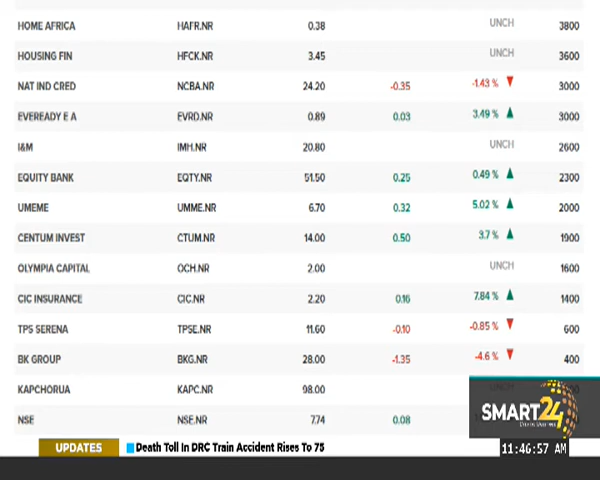 HOME AFRICA HAFR.NR 0.38 UNCH 3800
HOUSING FIN HFCK.NR 3.45 UNCH 3600
NAT IND CRED NCBA.NR 24.20 -0.35 -1.43 % ▼ 3000
EVEREADY E A EVRD.NR 0.89 0.03 3.49 % ▲ 3000
I&M IMH.NR 20.80 UNCH 2600
EQUITY BANK EQTY.NR 51.50 0.25 0.49 % ▲ 2300
UMEME UMME.NR 6.70 0.32 5.02 % ▲ 2000
CENTUM INVEST CTUM.NR 14.00 0.50 3.7 % ▲ 1900
OLYMPIA CAPITAL OCH.NR 2.00 UNCH 1600
CIC INSURANCE CIC.NR 2.20 0.16 7.84 % ▲ 1400
TPS SERENA TPSE.NR 11.60 -0.10 -0.85 % ▼ 600
BK GROUP BKG.NR 28.00 -1.35 -4.6 % ▼ 400
KAPCHORUA KAPC.NR 98.00
NSE NSE.NR 7.74 0.08
SMART24
UPDATES Death Toll In DRC Train Accident Rises To 75
11:46:57 AM